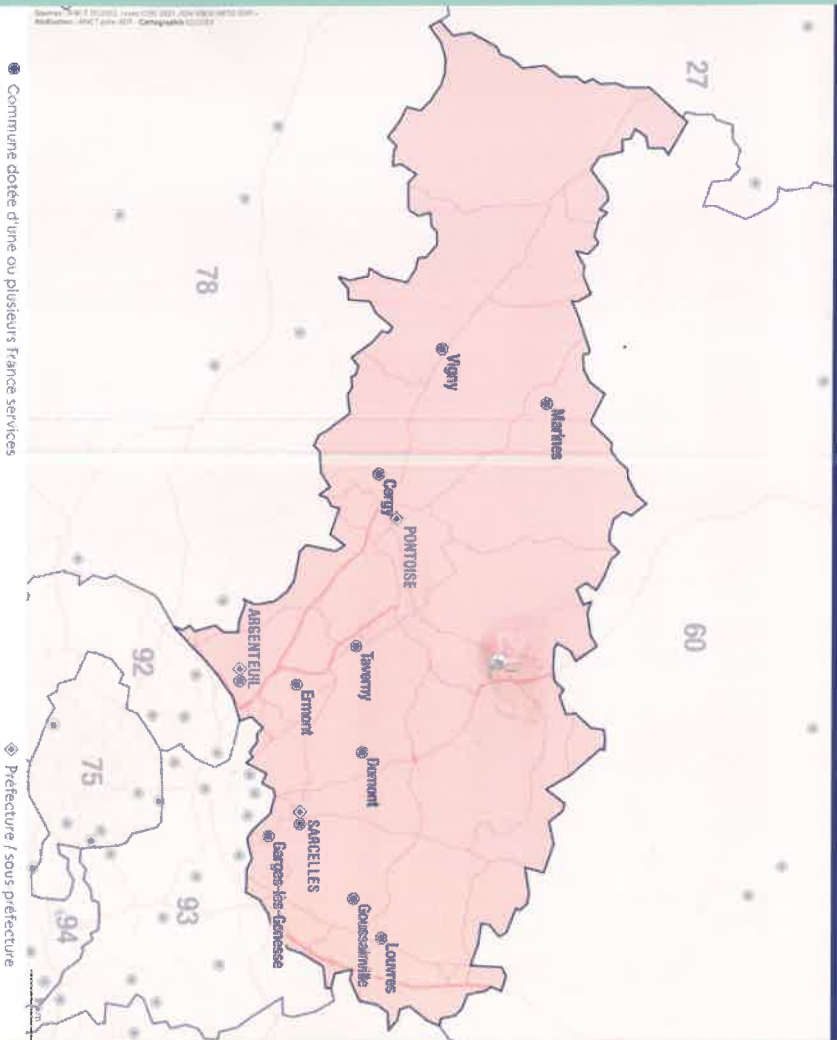 27
60
78
Marines
Vigny
Cergy
PONTOISE
Taverny
Domont
Louvres
Goussainville
Ermont
ARGENTEUIL
SARCELLES
Garges-lès-Gonesse
92
75
93
94
Commune dotée d'une ou plusieurs France services
Préfecture / sous préfecture